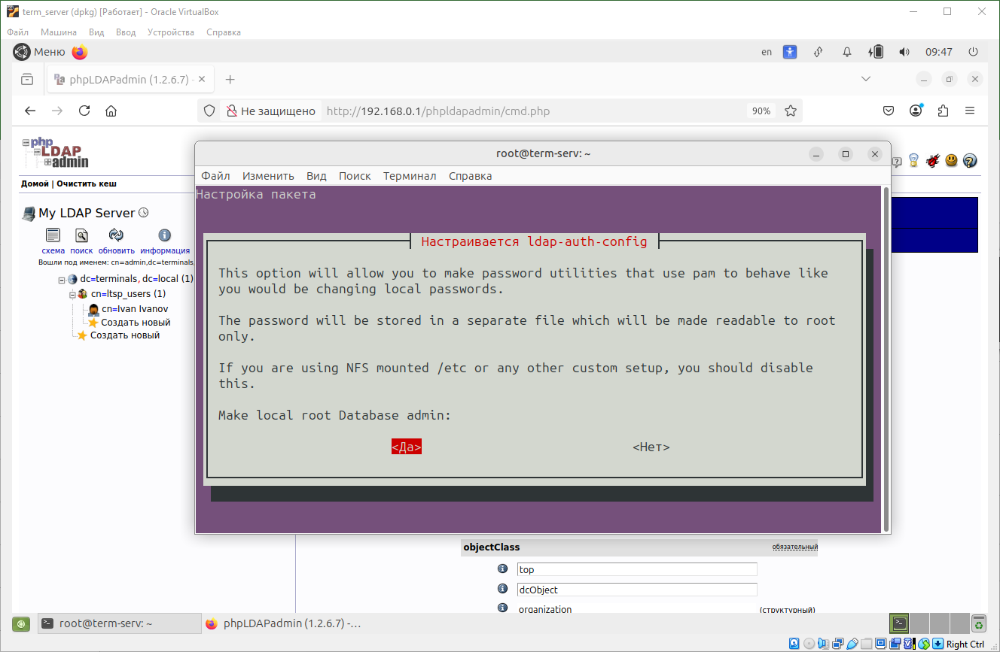 term_server (dpkg) [Работает] - Oracle VirtualBox
Файл Машина Вид Ввод Устройства Справка
Меню en 09:47
phpLDAPadmin (1.2.6.7) -
Не защищено http://192.168.0.1/phpldapadmin/cmd.php 90%
php
LDAP
admin
Домой | Очистить кеш
My LDAP Server
схема поиск обновить информация
Вошли под именем: cn=admin,dc=terminals,
dc=terminals, dc=local (1)
cn=ltsp_users (1)
cn=Ivan Ivanov
Создать новый
Создать новый
root@term-serv: ~
Файл Изменить Вид Поиск Терминал Справка
Настройка пакета
Настраивается ldap-auth-config
This option will allow you to make password utilities that use pam to behave like
you would be changing local passwords.
The password will be stored in a separate file which will be made readable to root
only.
If you are using NFS mounted /etc or any other custom setup, you should disable
this.
Make local root Database admin:
<Да> <Нет>
objectClass обязательный
top
dcObject
organization (структурный)
root@term-serv: ~ phpLDAPadmin (1.2.6.7) -...
Right Ctrl